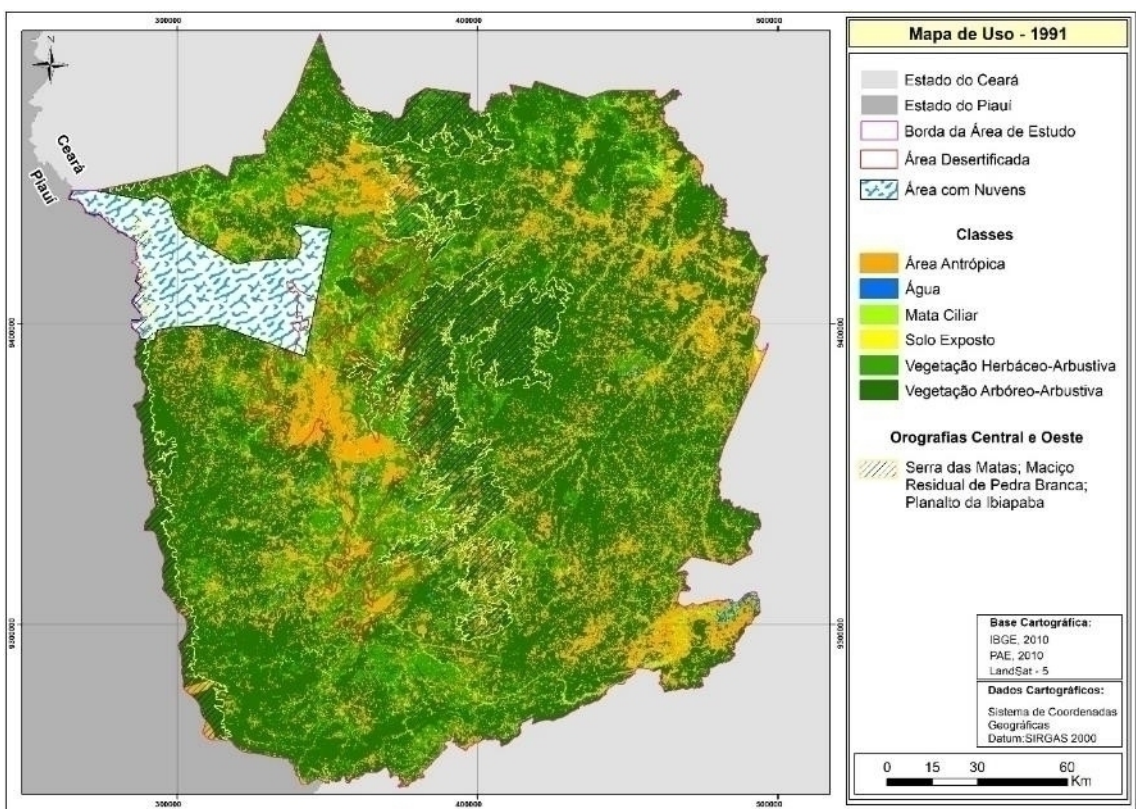 300000
400000
500000
Z
Ceará
Piauí
9400000
9400000
9300000
9300000
300000
400000
500000
Mapa de Uso - 1991
Estado do Ceará
Estado do Piauí
Borda da Área de Estudo
Área Desertificada
Área com Nuvens
Classes
Área Antrópica
Água
Mata Ciliar
Solo Exposto
Vegetação Herbáceo-Arbustiva
Vegetação Arbóreo-Arbustiva
Orografias Central e Oeste
Serra das Matas; Maciço
Residual de Pedra Branca;
Planalto da Ibiapaba
Base Cartográfica:
IBGE, 2010
PAE, 2010
LandSat - 5
Dados Cartográficos:
Sistema de Coordenadas
Geográficas
Datum:SIRGAS 2000
0 15 30 60
Km